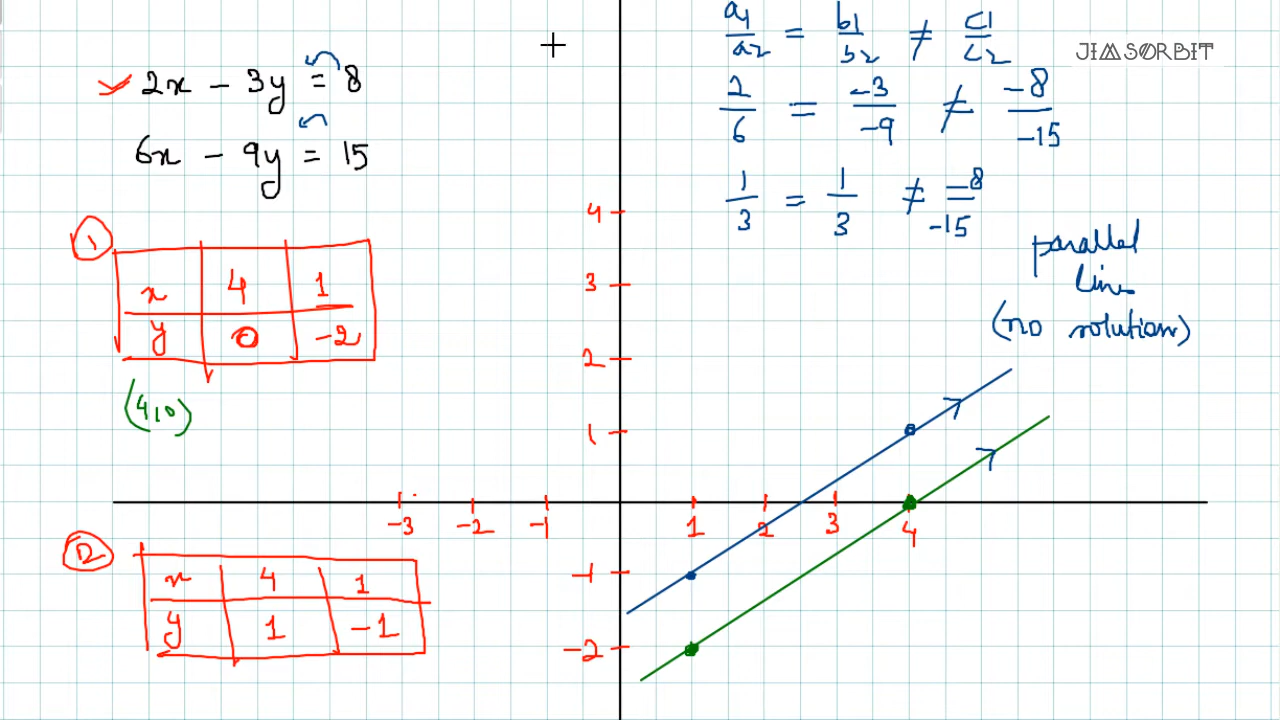 2x - 3y = 8
6x - 9y = 15
a1/a2 = b1/b2 ≠ c1/c2
JIMSORBIT
2/6 = -3/-9 ≠ -8/-15
1/3 = 1/3 ≠ -8/-15
parallel
line
(no solution)
1
x 4 1
y 0 -2
(4,0)
2
x 4 1
y 1 -1
4
3
2
1
-3 -2 -1 1 2 3 4
-1
-2